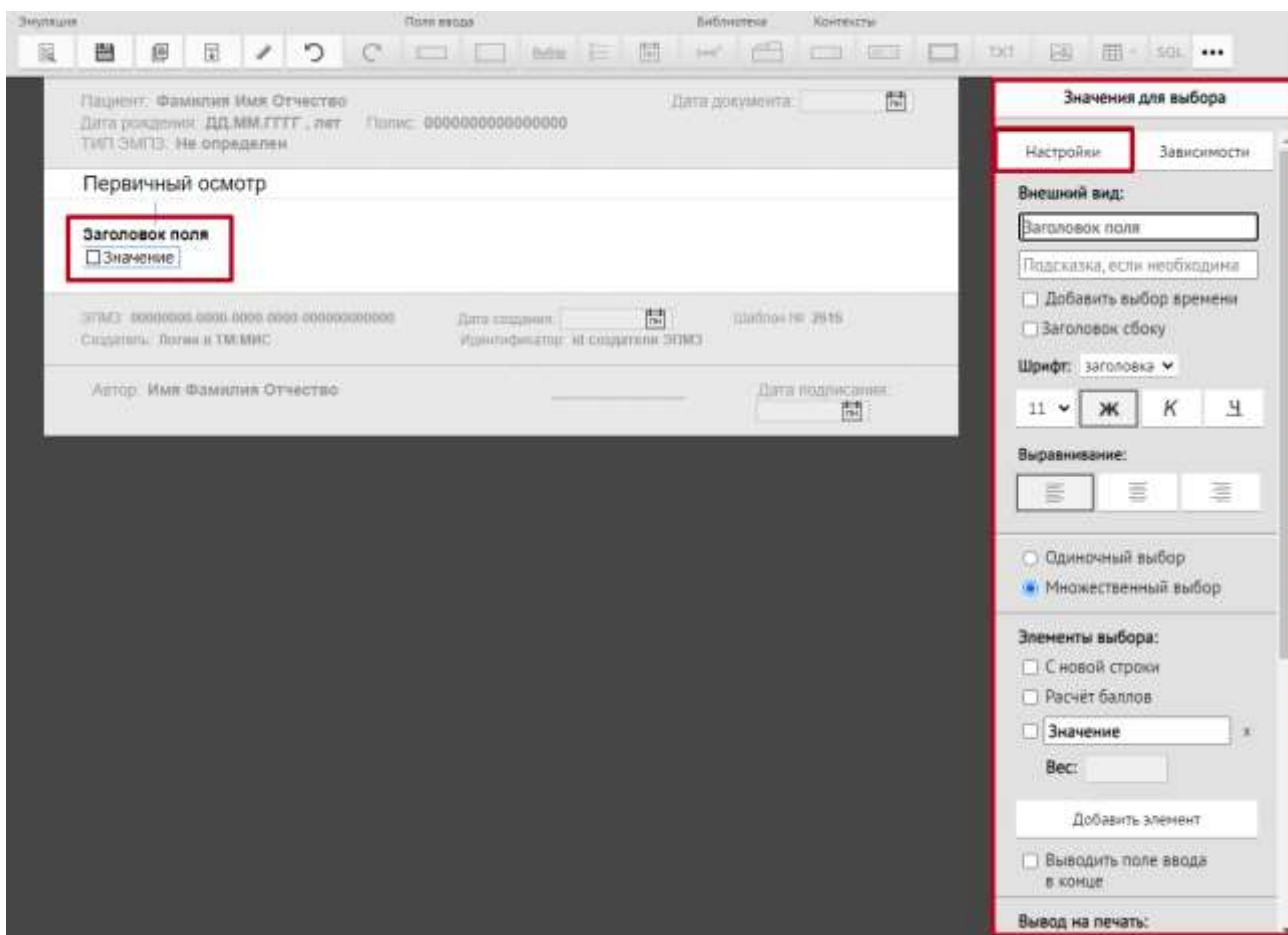 Эмуляция Поля ввода Библиотека Контексты
TXT SQL
Пациент: Фамилия Имя Отчество Дата документа:
Дата рождения: ДД.ММ.ГГГГ , лет Полис: 0000000000000000
ТИП ЭМПЗ: Не определен
Первичный осмотр
Заголовок поля
Значение
ЭПМЗ: 00000000-0000-0000-0000-000000000000 Дата создания: Шаблон №: 2515
Создатель: Логин в ТМ:МИС Идентификатор: id создателя ЭПМЗ
Автор: Имя Фамилия Отчество Дата подписания:
Значения для выбора
Настройки Зависимости
Внешний вид:
Заголовок поля
Подсказка, если необходима
Добавить выбор времени
Заголовок сбоку
Шрифт: заголовка
11 Ж К Ч
Выравнивание:
Одиночный выбор
Множественный выбор
Элементы выбора:
С новой строки
Расчёт баллов
Значение x
Вес:
Добавить элемент
Выводить поле ввода
в конце
Вывод на печать: